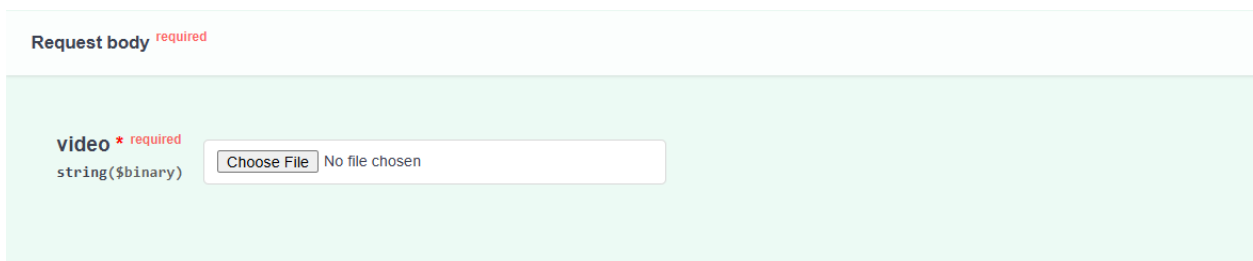 Request body required
video * required
string($binary)
Choose File No file chosen